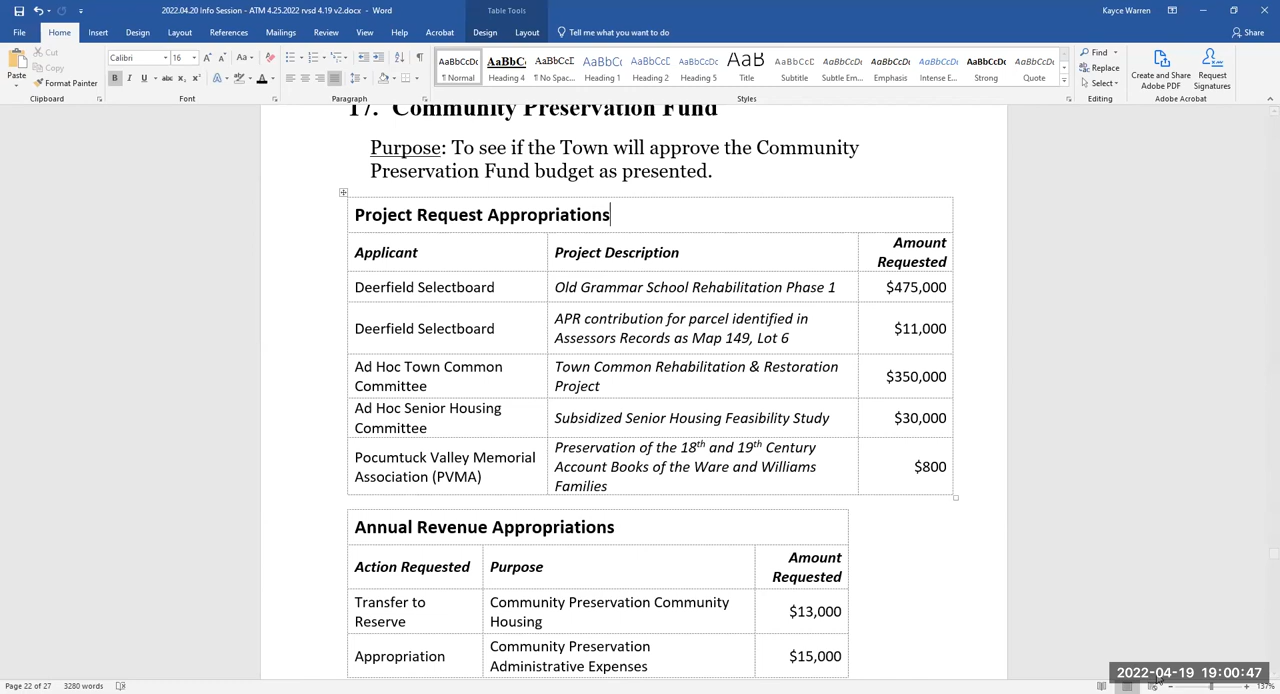 2022.04.20 Info Session - ATM 4.25.2022 rvsd 4.19 v2.docx - Word
Table Tools
Kayce Warren
File Home Insert Design Layout References Mailings Review View Help Acrobat Design Layout Tell me what you want to do Share
Paste
Cut
Copy
Format Painter
Clipboard
Calibri 16
Font
Paragraph
AaBbCcDc AaBbCc AaBbCcC AaBbCc AaBbCcD AaBbCcDc AaB AaBbCcC AaBbCcDc AaBbCcDc AaBbCcDc AaBbCcDc AaBbCcDc
¶ Normal Heading 4 ¶ No Spac... Heading 1 Heading 2 Heading 5 Title Subtitle Subtle Em... Emphasis Intense E... Strong Quote
Styles
Find
Replace
Select
Editing
Create and Share Adobe PDF
Request Signatures
Adobe Acrobat
17. Community Preservation Fund
Purpose: To see if the Town will approve the Community
Preservation Fund budget as presented.
Project Request Appropriations
Applicant Project Description Amount Requested
Deerfield Selectboard Old Grammar School Rehabilitation Phase 1 $475,000
Deerfield Selectboard APR contribution for parcel identified in Assessors Records as Map 149, Lot 6 $11,000
Ad Hoc Town Common Committee Town Common Rehabilitation & Restoration Project $350,000
Ad Hoc Senior Housing Committee Subsidized Senior Housing Feasibility Study $30,000
Pocumtuck Valley Memorial Association (PVMA) Preservation of the 18th and 19th Century Account Books of the Ware and Williams Families $800
Annual Revenue Appropriations
Action Requested Purpose Amount Requested
Transfer to Reserve Community Preservation Community Housing $13,000
Appropriation Community Preservation Administrative Expenses $15,000
Page 22 of 27 3280 words
137%
2022-04-19 19:00:47